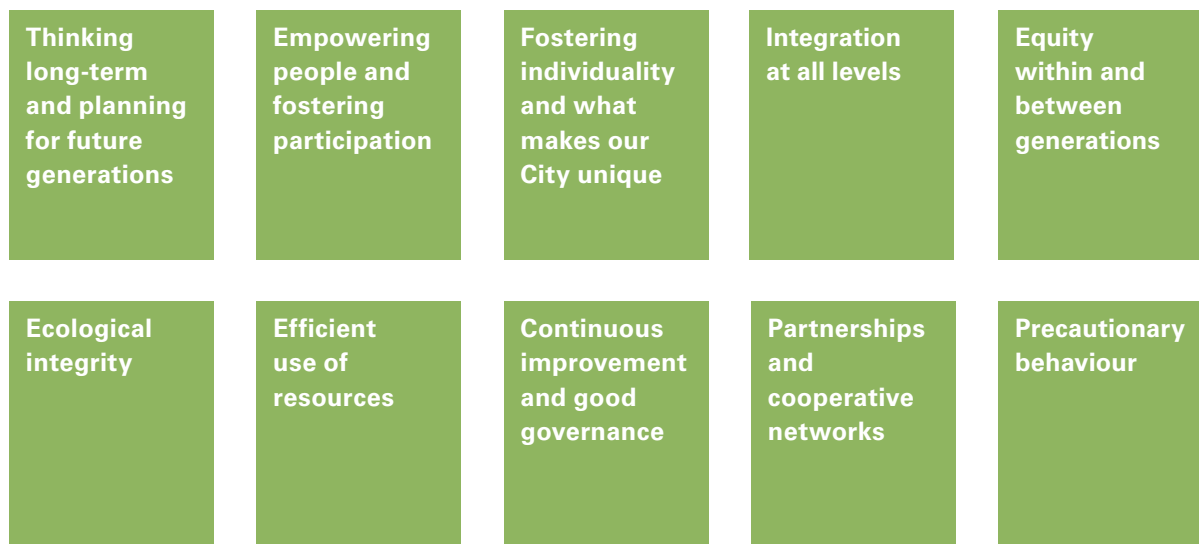 Thinking
long-term
and planning
for future
generations
Empowering
people and
fostering
participation
Fostering
individuality
and what
makes our
City unique
Integration
at all levels
Equity
within and
between
generations
Ecological
integrity
Efficient
use of
resources
Continuous
improvement
and good
governance
Partnerships
and
cooperative
networks
Precautionary
behaviour